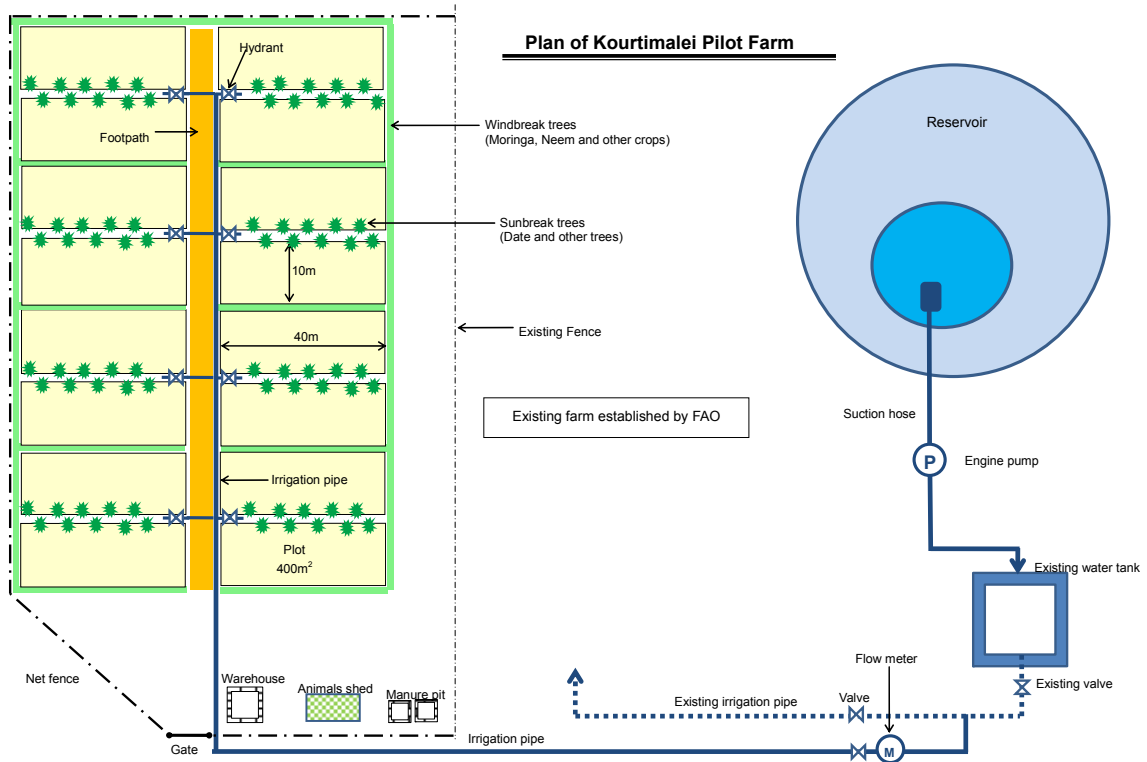 Plan of Kourtimalei Pilot Farm
Hydrant
Footpath
Windbreak trees
(Moringa, Neem and other crops)
Reservoir
Sunbreak trees
(Date and other trees)
10m
Existing Fence
40m
Existing farm established by FAO
Suction hose
P
Engine pump
Irrigation pipe
Plot
400m²
Existing water tank
Flow meter
Net fence
Warehouse
Animals shed
Manure pit
Existing valve
Existing irrigation pipe
Valve
Gate
Irrigation pipe
M